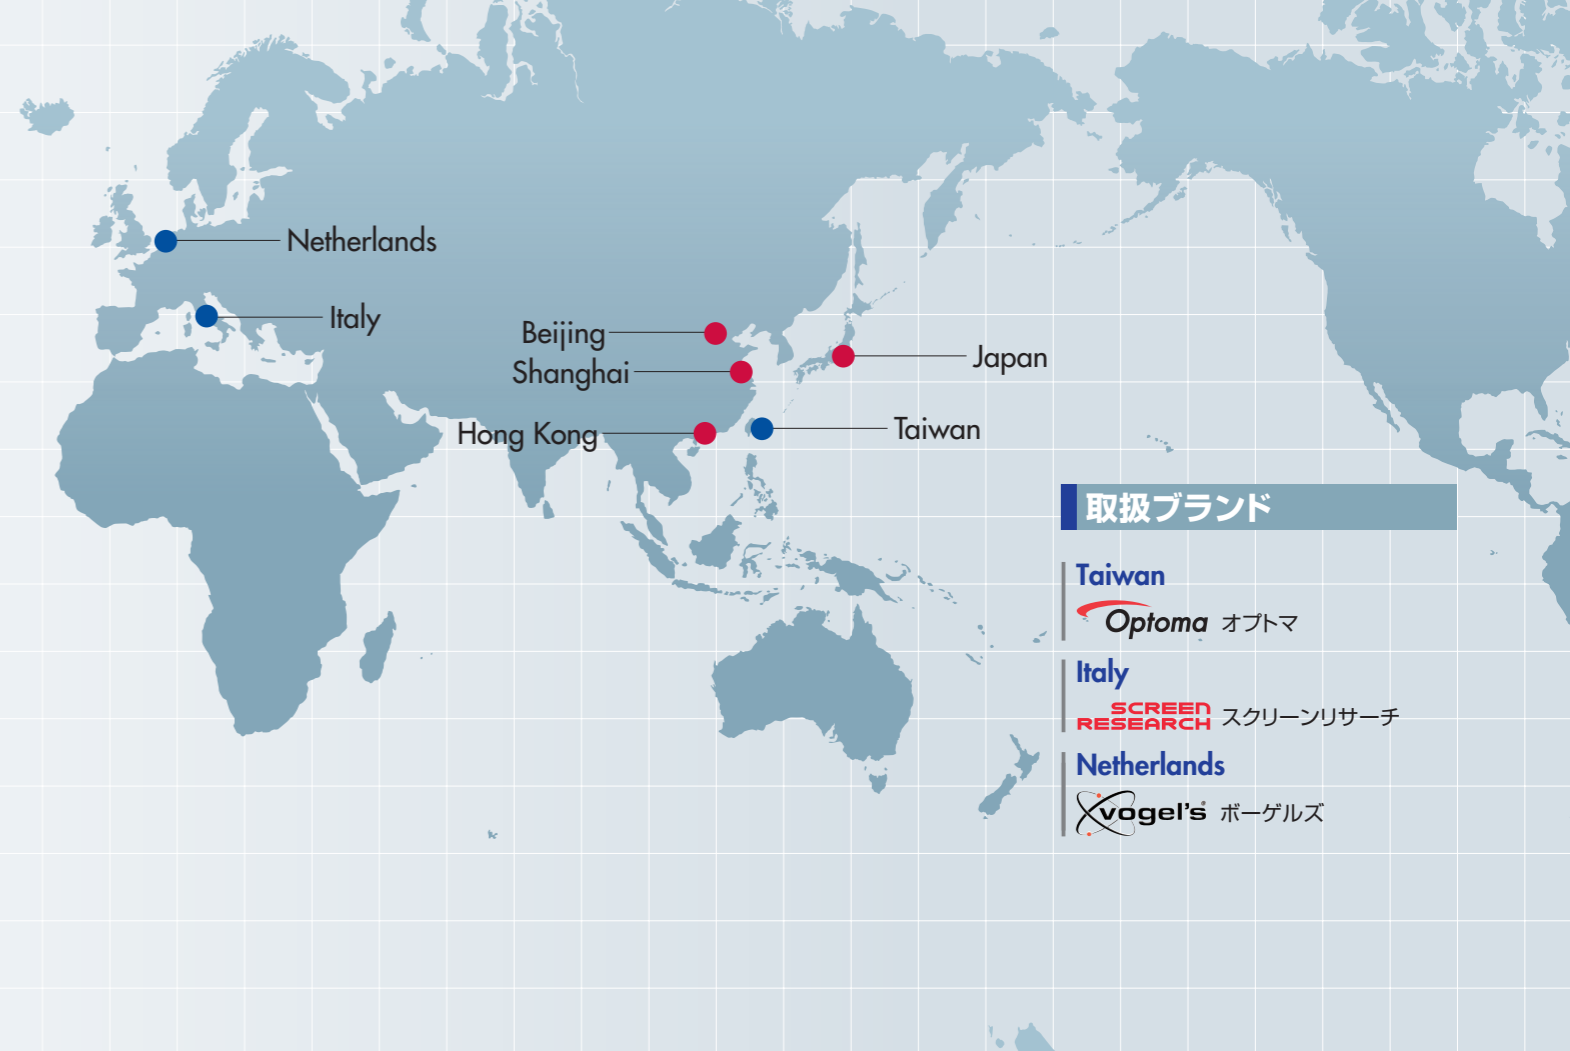 Netherlands
Italy
Beijing
Shanghai
Hong Kong
Japan
Taiwan
取扱ブランド
Taiwan
Optoma オプトマ
Italy
SCREEN
RESEARCH スクリーンリサーチ
Netherlands
vogel's® ボーゲルズ